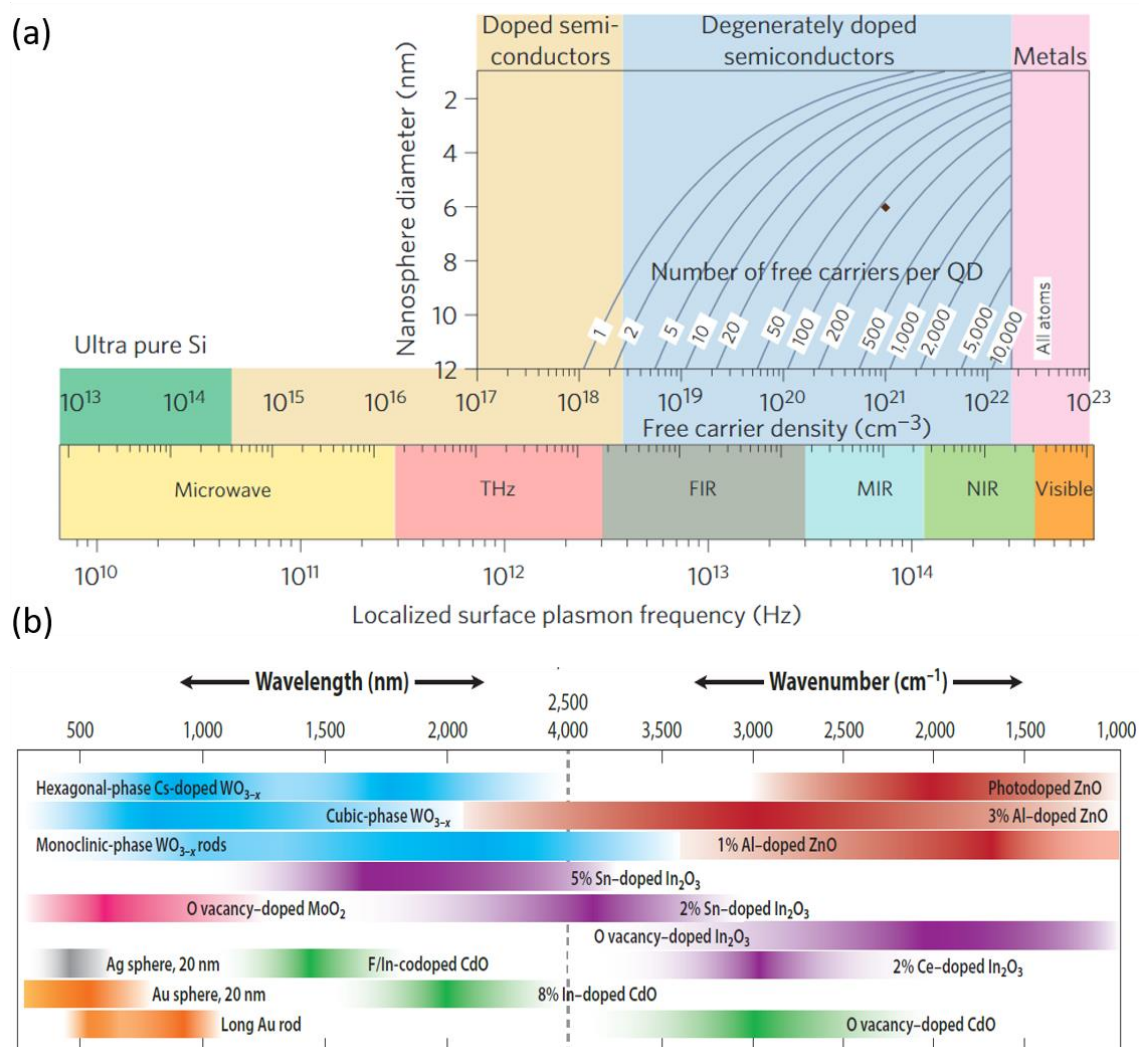 (a)
Doped semi-
conductors
Degenerately doped
semiconductors
Metals
Nanosphere diameter (nm)
2
4
6
8
10
12
Number of free carriers per QD
1
2
5
10
20
50
100
200
500
1,000
2,000
5,000
10,000
All atoms
Ultra pure Si
10¹³ 10¹⁴ 10¹⁵ 10¹⁶ 10¹⁷ 10¹⁸ 10¹⁹ 10²⁰ 10²¹ 10²² 10²³
Free carrier density (cm⁻³)
Microwave THz FIR MIR NIR Visible
10¹⁰ 10¹¹ 10¹² 10¹³ 10¹⁴
Localized surface plasmon frequency (Hz)
(b)
Wavelength (nm) Wavenumber (cm⁻¹)
2,500
500 1,000 1,500 2,000 4,000 3,500 3,000 2,500 2,000 1,500 1,000
Hexagonal-phase Cs-doped WO₃₋ₓ Photodoped ZnO
Cubic-phase WO₃₋ₓ 3% Al–doped ZnO
Monoclinic-phase WO₃₋ₓ rods 1% Al–doped ZnO
5% Sn–doped In₂O₃
O vacancy–doped MoO₂ 2% Sn–doped In₂O₃
O vacancy–doped In₂O₃
Ag sphere, 20 nm F/In-codoped CdO 2% Ce–doped In₂O₃
Au sphere, 20 nm 8% In–doped CdO
Long Au rod O vacancy–doped CdO